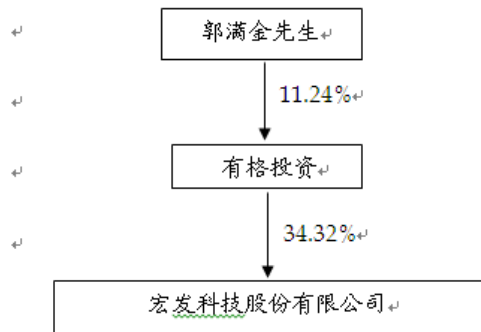 郭满金先生
11.24%
有格投资
34.32%
宏发科技股份有限公司